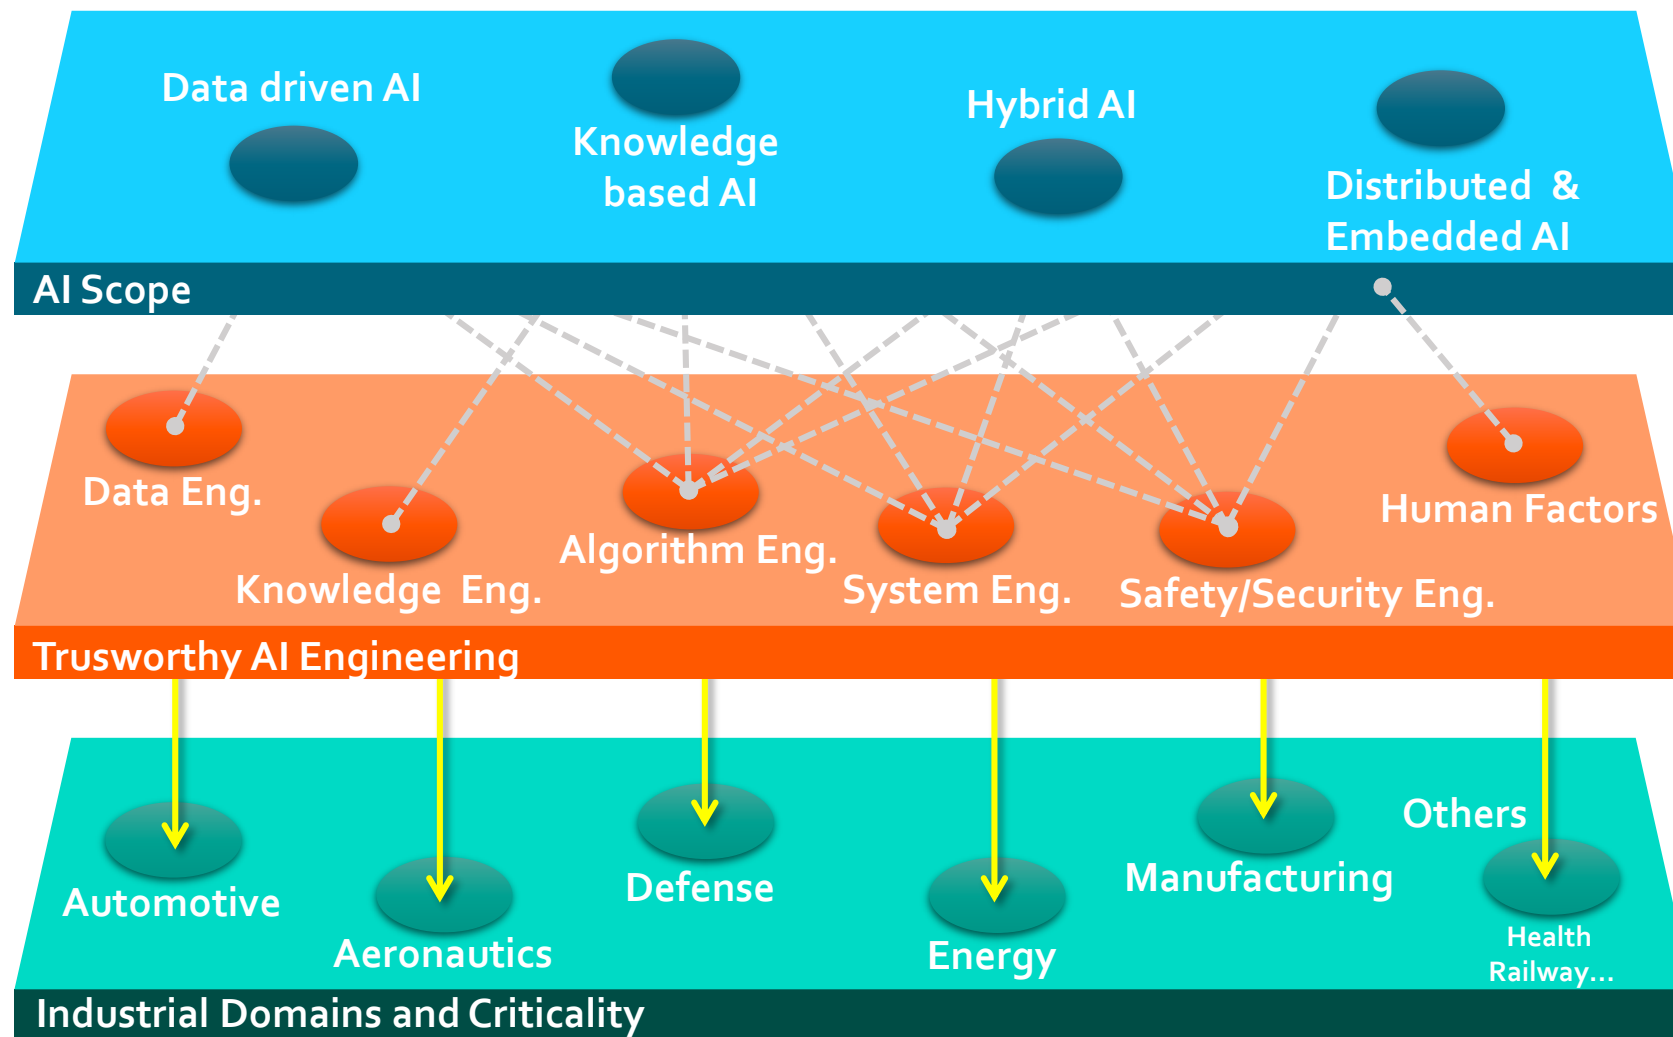 Data driven AI
Knowledge
based AI
Hybrid AI
Distributed  &
Embedded AI
AI Scope
Data Eng.
Knowledge  Eng.
Algorithm Eng.
System Eng.
Safety/Security Eng.
Human Factors
Trusworthy AI Engineering
Automotive
Aeronautics
Defense
Energy
Manufacturing
Others
Health
Railway...
Industrial Domains and Criticality